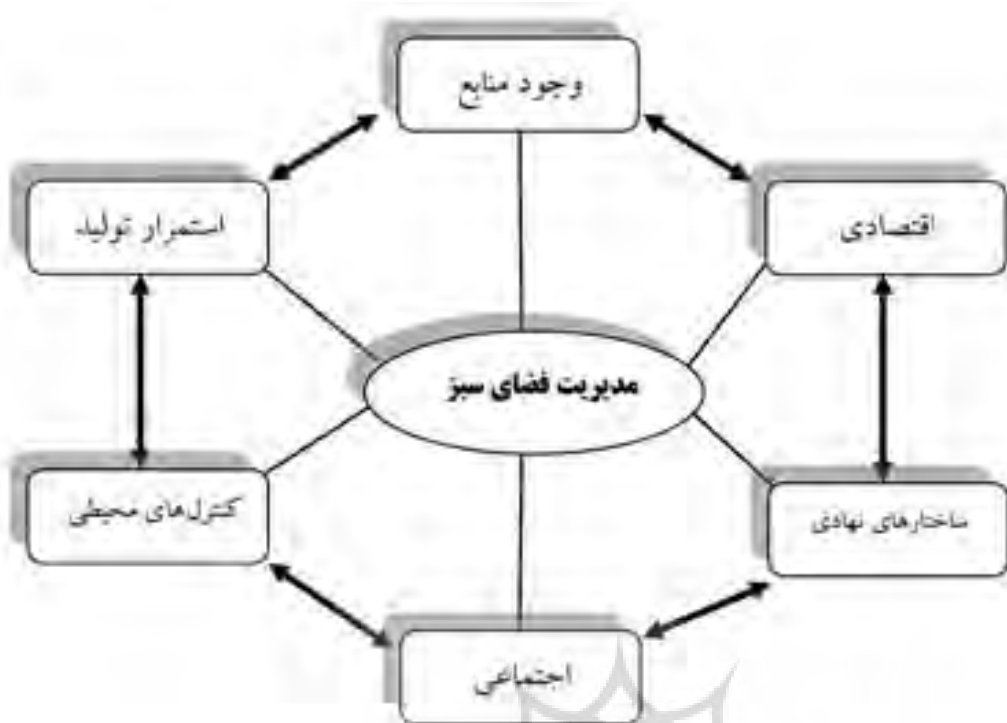 وجود منابع
استمرار تولید
اقتصادی
مدیریت فضای سبز
کنترل‌های محیطی
ساختارهای نهادی
اجتماعی